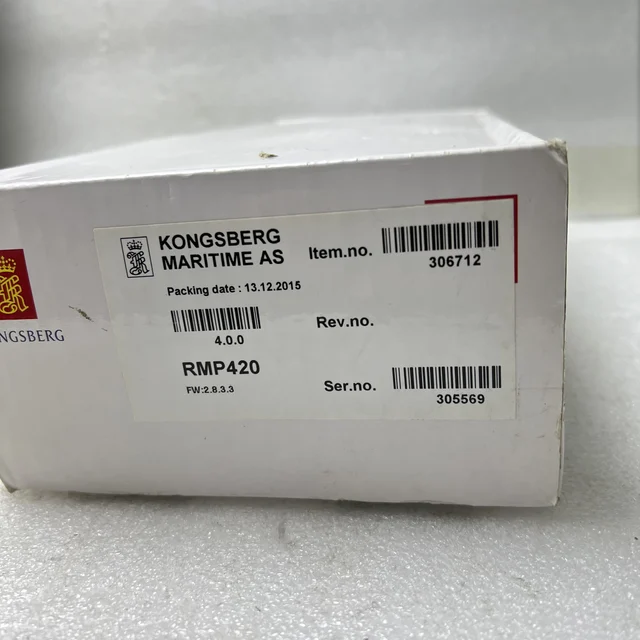 KONGSBERG
MARITIME AS
Item.no.
306712
Packing date : 13.12.2015
4.0.0
Rev.no.
RMP420
FW:2.8.3.3
Ser.no.
305569
NGSBERG